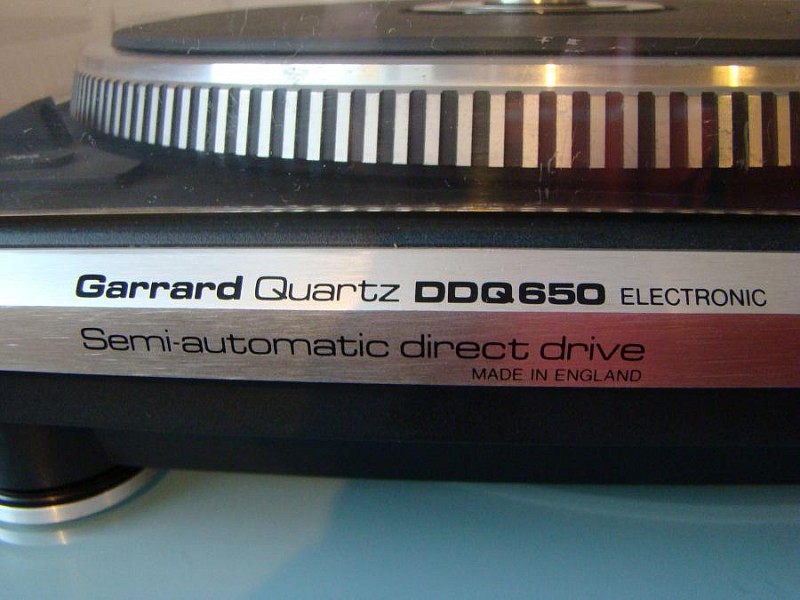 Garrard Quartz DDQ650 ELECTRONIC
Semi-automatic direct drive
MADE IN ENGLAND